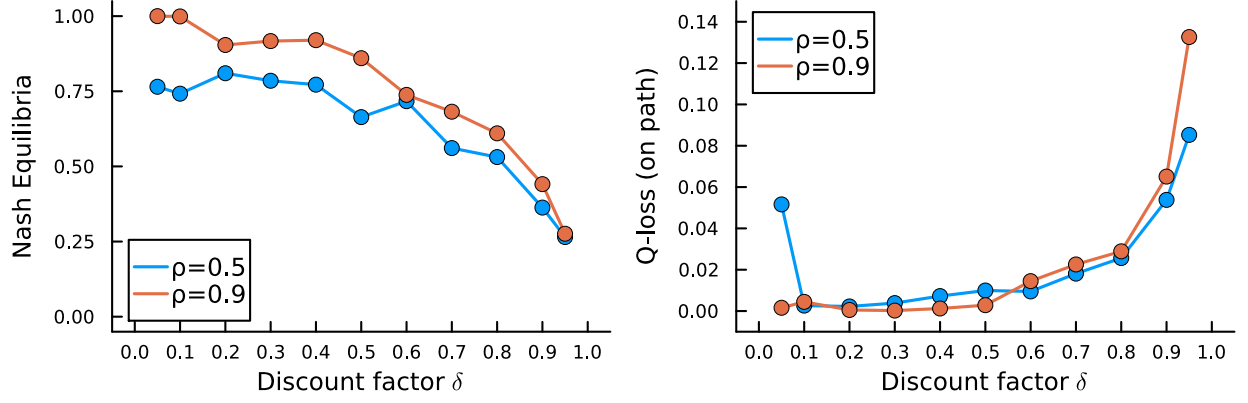 Nash Equilibria
1.00
0.75
0.50
0.25
0.00
ρ=0.5
ρ=0.9
0.0 0.1 0.2 0.3 0.4 0.5 0.6 0.7 0.8 0.9 1.0
Discount factor δ
Q-loss (on path)
0.14
0.12
0.10
0.08
0.06
0.04
0.02
0.00
ρ=0.5
ρ=0.9
0.0 0.1 0.2 0.3 0.4 0.5 0.6 0.7 0.8 0.9 1.0
Discount factor δ